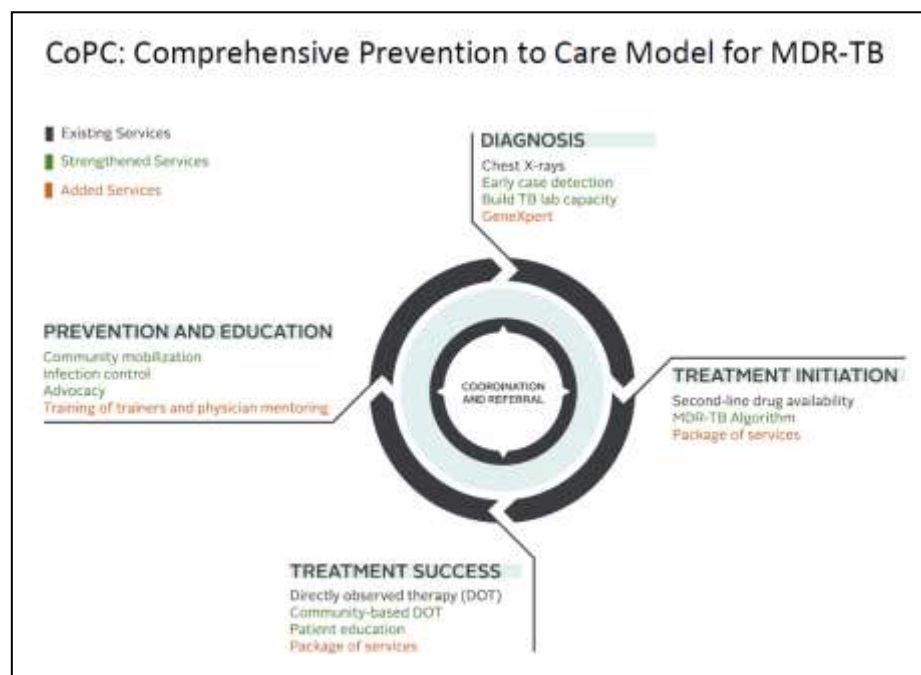 CoPC: Comprehensive Prevention to Care Model for MDR-TB
Existing Services
Strengthened Services
Added Services
DIAGNOSIS
Chest X-rays
Early case detection
Build TB lab capacity
GeneXpert
PREVENTION AND EDUCATION
Community mobilization
Infection control
Advocacy
Training of trainers and physician mentoring
COORDINATION
AND REFERRAL
TREATMENT INITIATION
Second-line drug availability
MDR-TB Algorithm
Package of services
TREATMENT SUCCESS
Directly observed therapy (DOT)
Community-based DOT
Patient education
Package of services